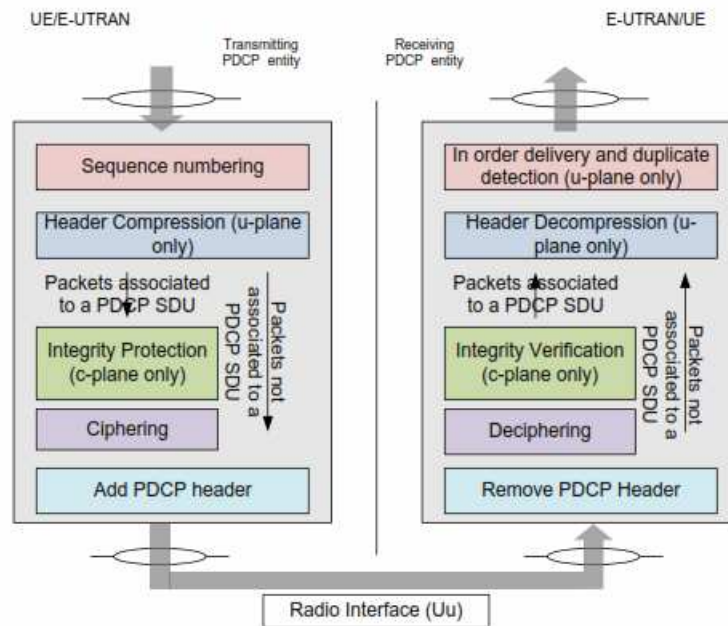 UE/E-UTRAN
E-UTRAN/UE
Transmitting
PDCP entity
Receiving
PDCP entity
Sequence numbering
Header Compression (u-plane
only)
Packets associated
to a PDCP SDU
Packets not
associated to a
PDCP SDU
Integrity Protection
(c-plane only)
Ciphering
Add PDCP header
In order delivery and duplicate
detection (u-plane only)
Header Decompression (u-
plane only)
Packets associated
to a PDCP SDU
Packets not
associated to a
PDCP SDU
Integrity Verification
(c-plane only)
Deciphering
Remove PDCP Header
Radio Interface (Uu)